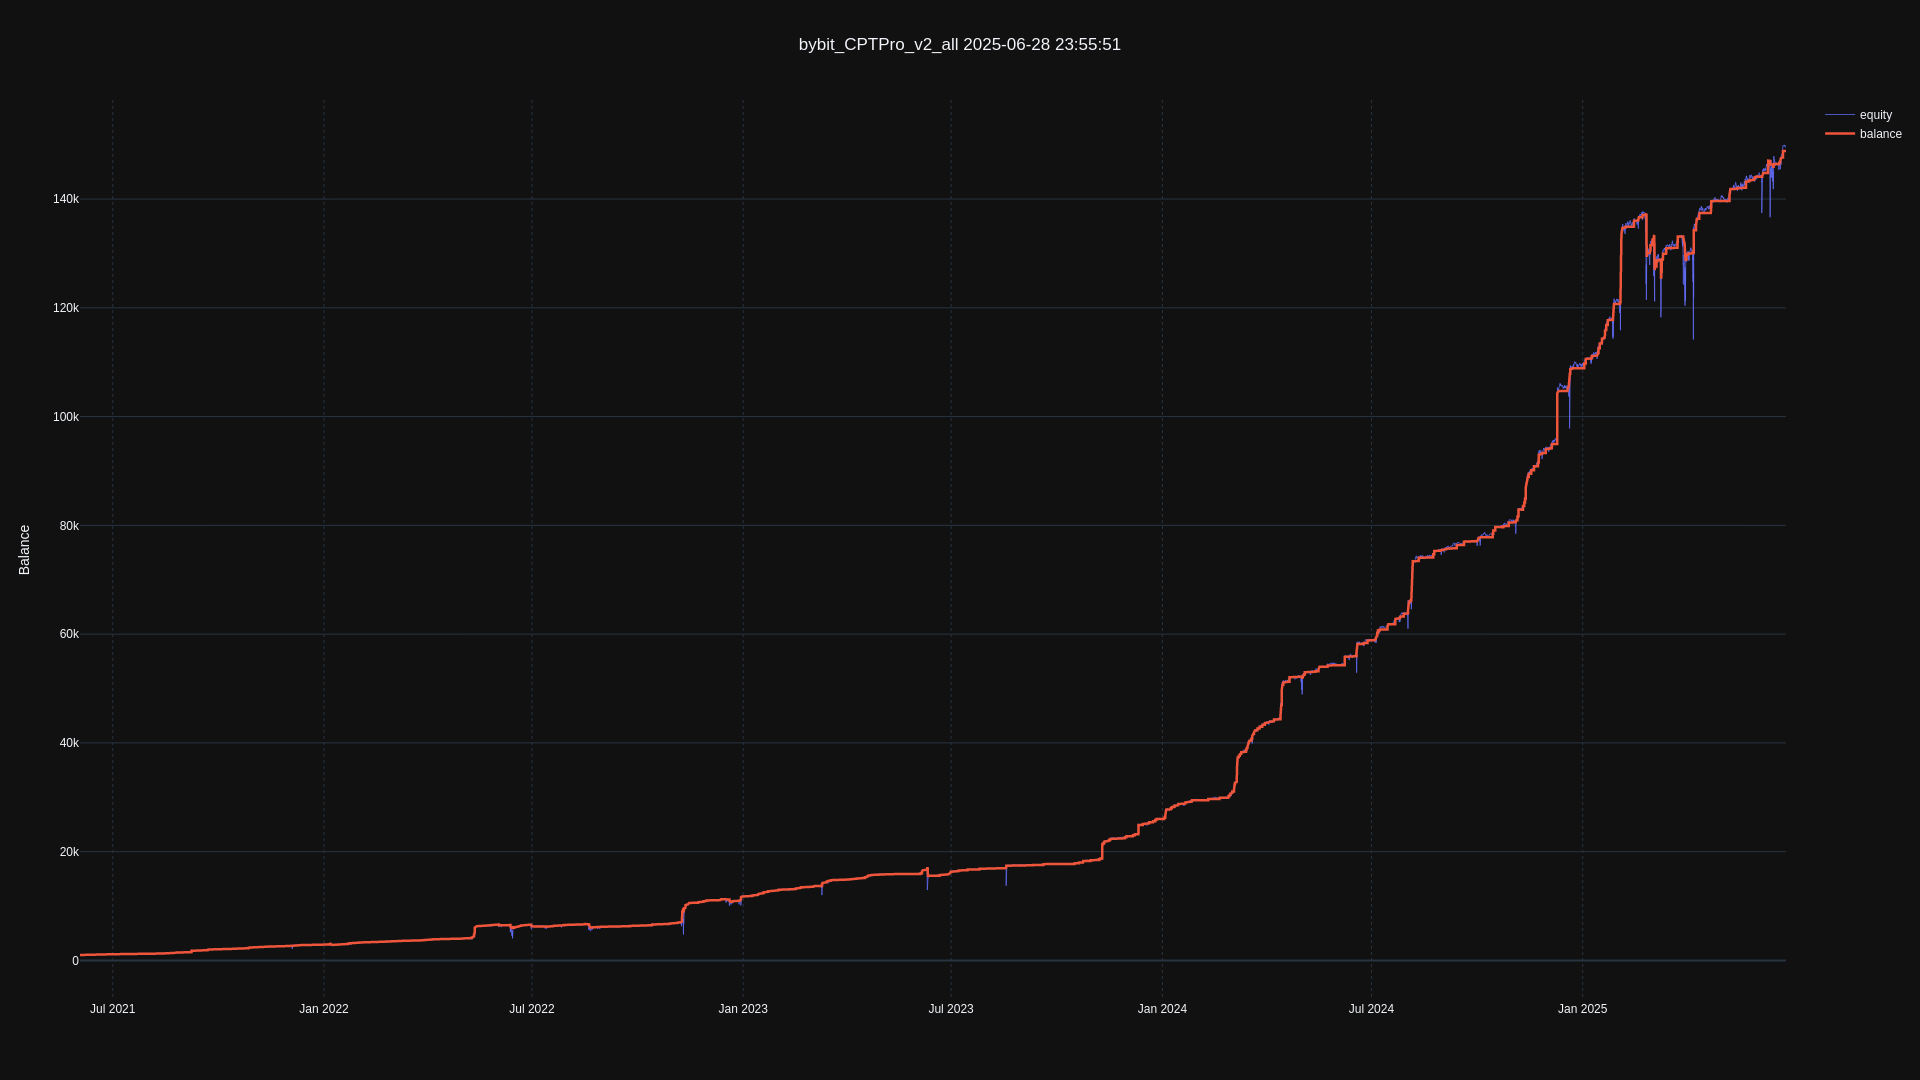 bybit_CPTPro_v2_all 2025-06-28 23:55:51
equity
balance
140k
120k
100k
80k
60k
40k
20k
0
Balance
Jul 2021
Jan 2022
Jul 2022
Jan 2023
Jul 2023
Jan 2024
Jul 2024
Jan 2025